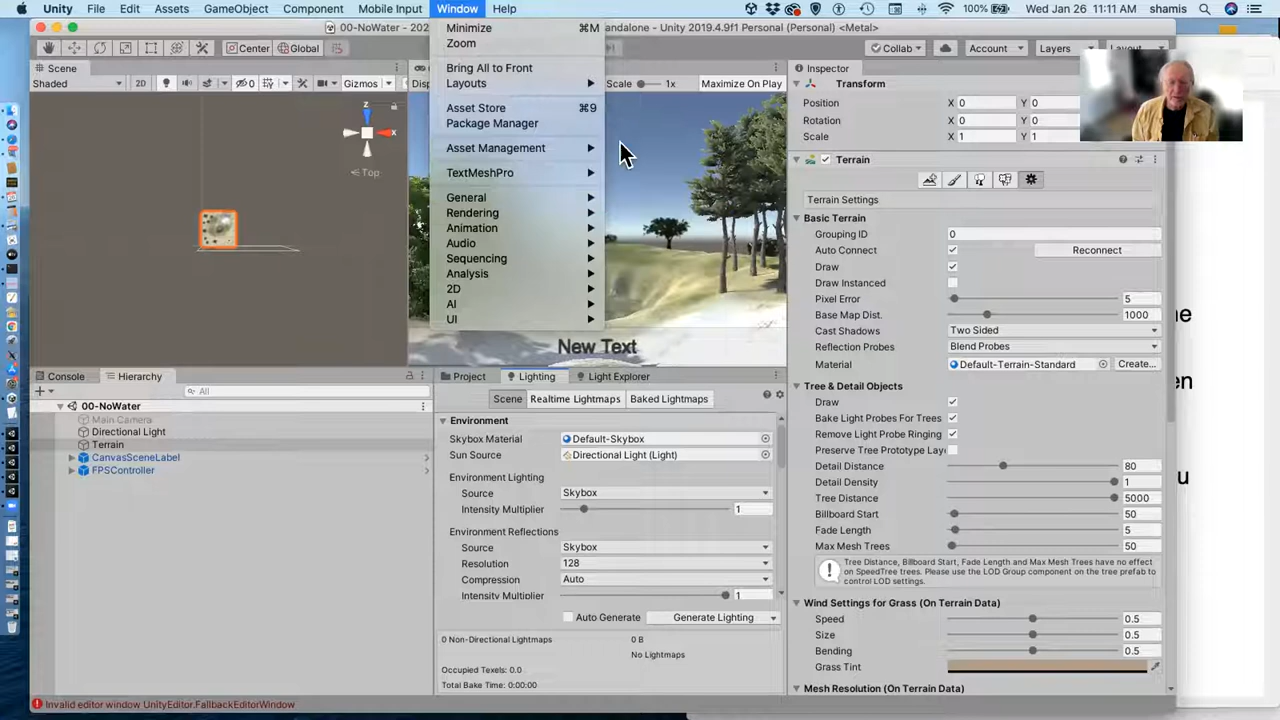 Unity File Edit Assets GameObject Component Mobile Input Window Help 100% Wed Jan 26 11:11 AM shamis
00-NoWater - 202
andalone - Unity 2019.4.9f1 Personal (Personal) <Metal>
Center Global Collab Account Layers Layout
Scene
Shaded 2D 0 Gizmos
Disp
Scale 1x Maximize On Play
Minimize ⌘M
Zoom
Bring All to Front
Layouts
Asset Store ⌘9
Package Manager
Asset Management
TextMeshPro
General
Rendering
Animation
Audio
Sequencing
Analysis
2D
AI
UI
z
x
Top
New Text
Inspector
Transform
Position X 0 Y 0
Rotation X 0 Y 0
Scale X 1 Y 1
Terrain
Terrain Settings
Basic Terrain
Grouping ID 0
Auto Connect Reconnect
Draw
Draw Instanced
Pixel Error 5
Base Map Dist. 1000
Cast Shadows Two Sided
Reflection Probes Blend Probes
Material Default-Terrain-Standard Create...
Tree & Detail Objects
Draw
Bake Light Probes For Trees
Remove Light Probe Ringing
Preserve Tree Prototype Laye
Detail Distance 80
Detail Density 1
Tree Distance 5000
Billboard Start 50
Fade Length 5
Max Mesh Trees 50
Tree Distance, Billboard Start, Fade Length and Max Mesh Trees have no effect
on SpeedTree trees. Please use the LOD Group component on the tree prefab to
control LOD settings.
Wind Settings for Grass (On Terrain Data)
Speed 0.5
Size 0.5
Bending 0.5
Grass Tint
Mesh Resolution (On Terrain Data)
Console Hierarchy
All
00-NoWater
Main Camera
Directional Light
Terrain
CanvasSceneLabel
FPSController
Project Lighting Light Explorer
Scene Realtime Lightmaps Baked Lightmaps
Environment
Skybox Material Default-Skybox
Sun Source Directional Light (Light)
Environment Lighting
Source Skybox
Intensity Multiplier 1
Environment Reflections
Source Skybox
Resolution 128
Compression Auto
Intensity Multiplier 1
Auto Generate Generate Lighting
0 Non-Directional Lightmaps 0 B
No Lightmaps
Occupied Texels: 0.0
Total Bake Time: 0:00:00
Invalid editor window UnityEditor.FallbackEditorWindow
ne
en
u